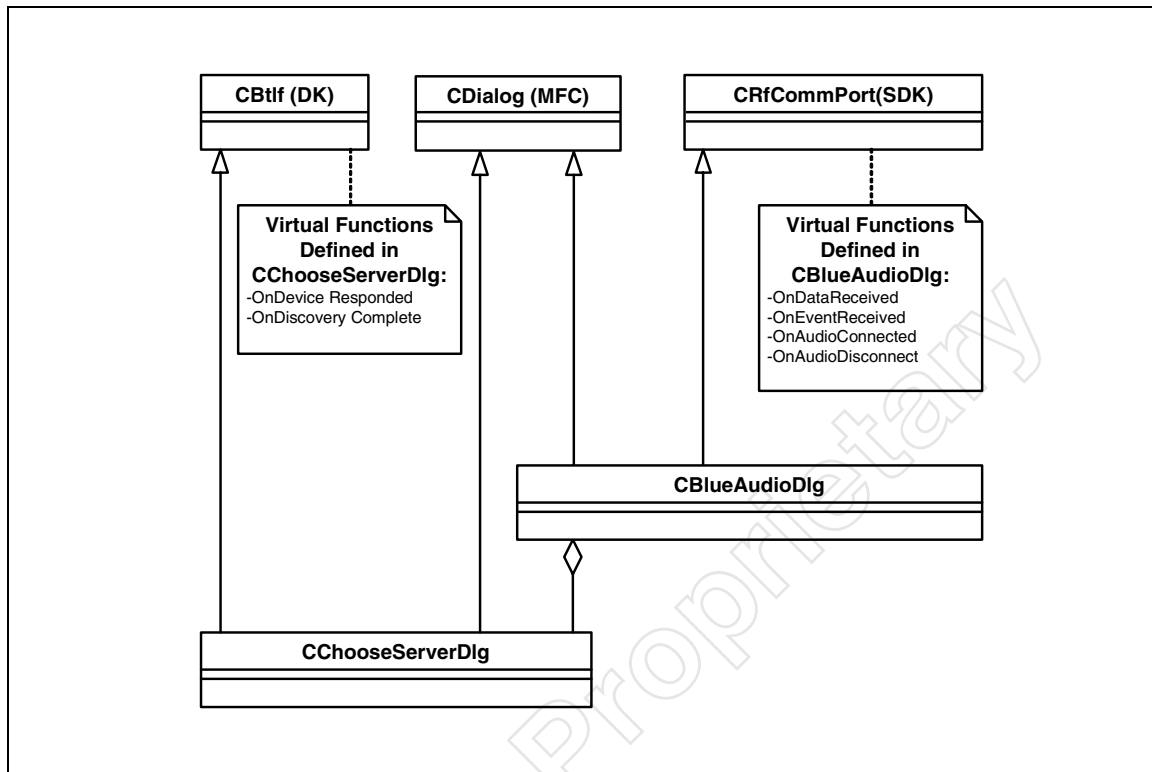 CBtIf (DK)
CDialog (MFC)
CRfCommPort(SDK)
Virtual Functions
Defined in
CChooseServerDlg:
-OnDevice Responded
-OnDiscovery Complete
Virtual Functions
Defined in
CBlueAudioDlg:
-OnDataReceived
-OnEventReceived
-OnAudioConnected
-OnAudioDisconnect
CBlueAudioDlg
CChooseServerDlg
Proprietary